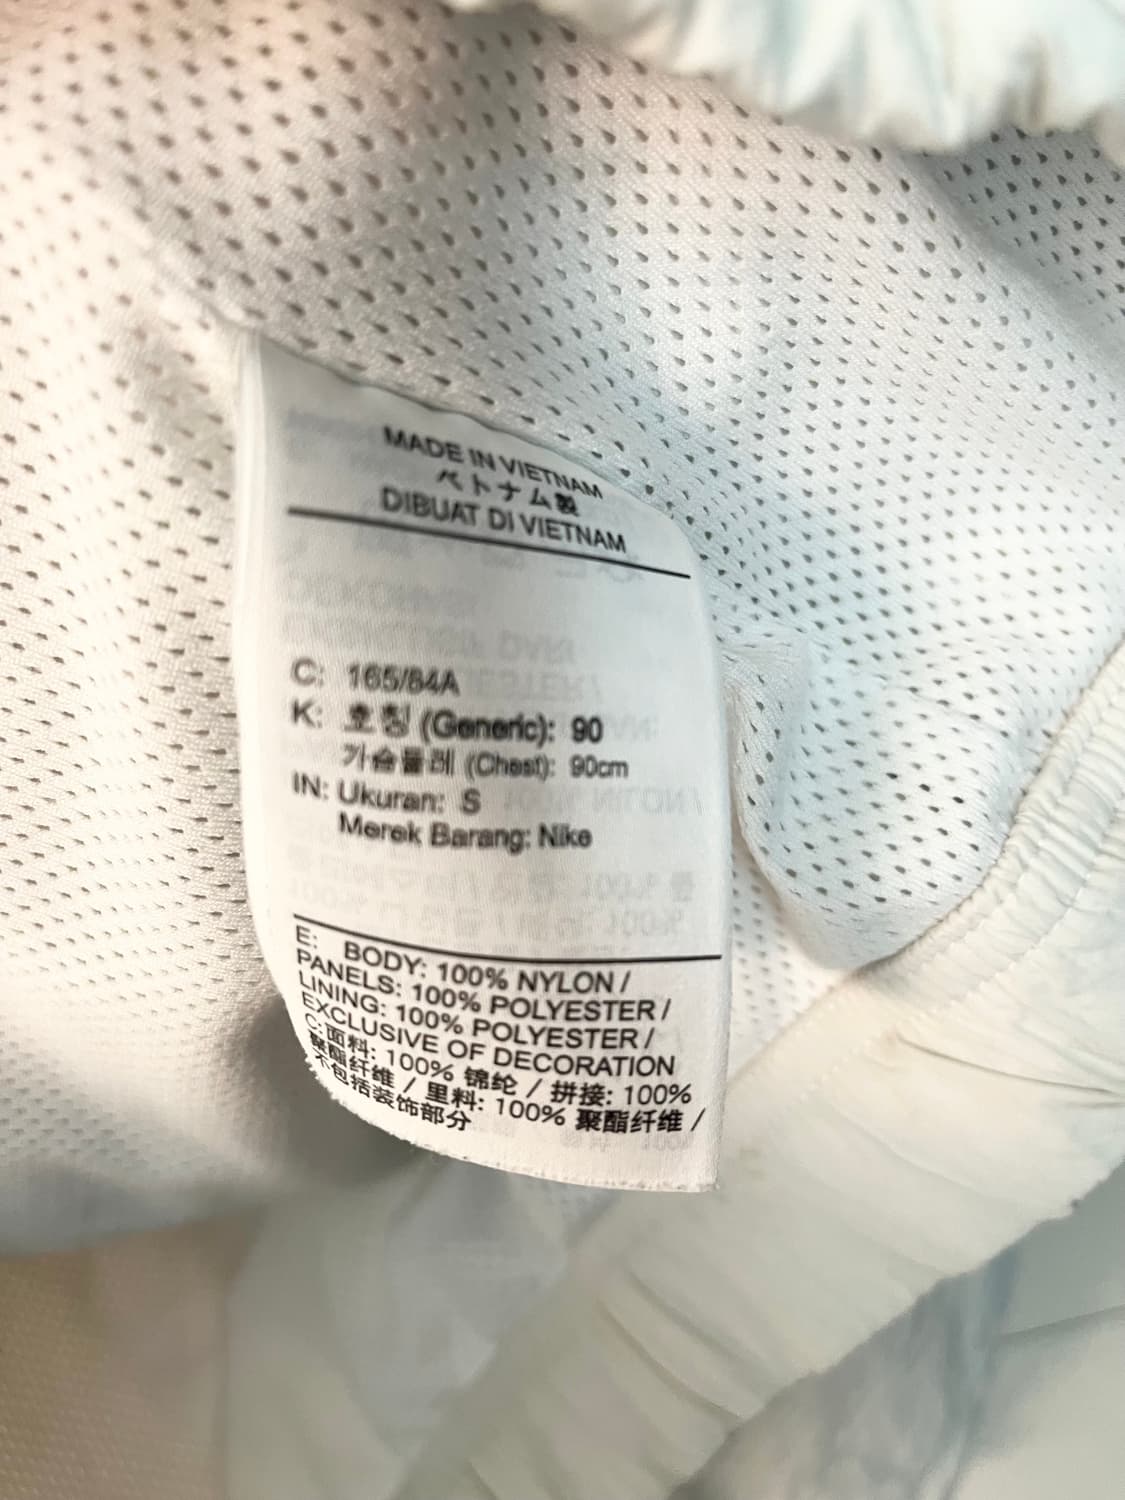 MADE IN VIETNAM
ベトナム製
DIBUAT DI VIETNAM
C: 165/84A
K: 호칭 (Generic): 90
가슴둘레 (Chest): 90cm
IN: Ukuran: S
Merek Barang: Nike
E: BODY: 100% NYLON /
PANELS: 100% POLYESTER /
LINING: 100% POLYESTER /
EXCLUSIVE OF DECORATION
C: 面料: 100% 锦纶 / 拼接: 100%
聚酯纤维 / 里料: 100% 聚酯纤维 /
不包括装饰部分